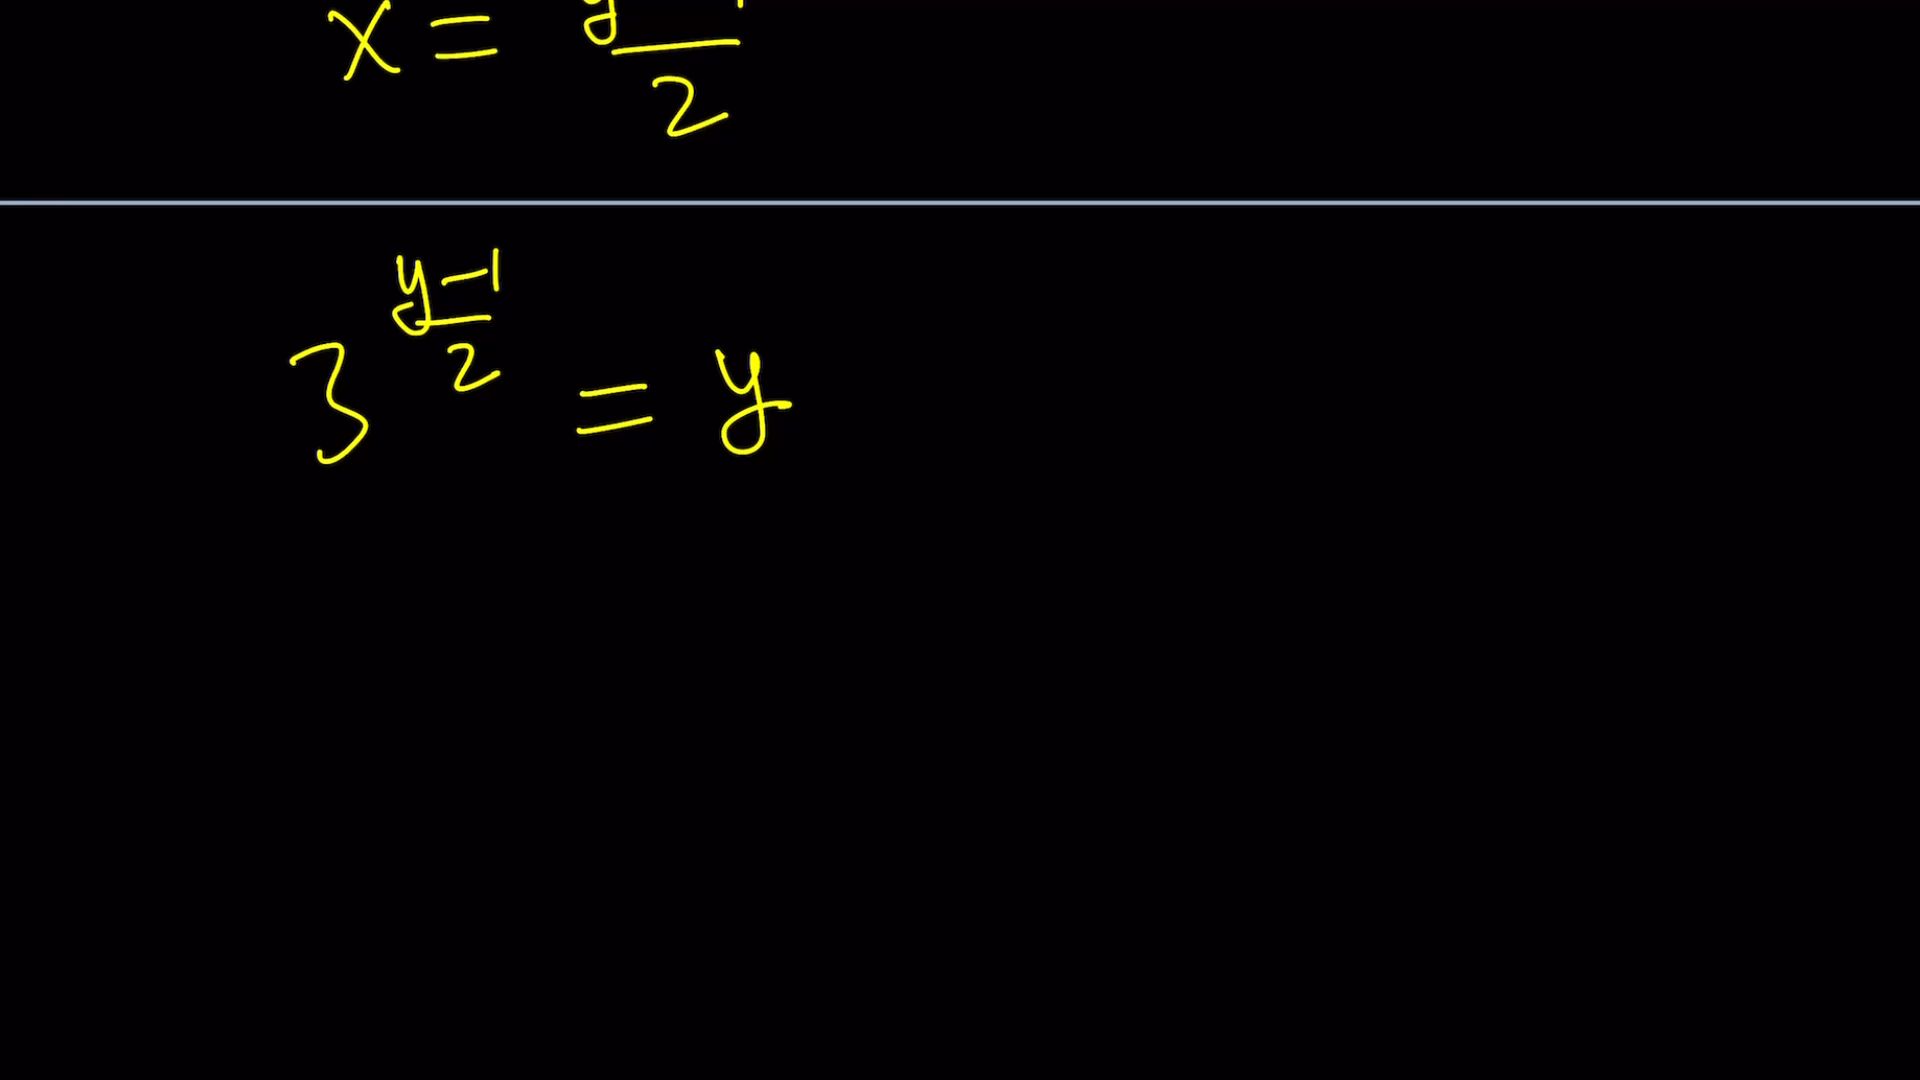 x = y-1/2
3^(y-1/2) = y